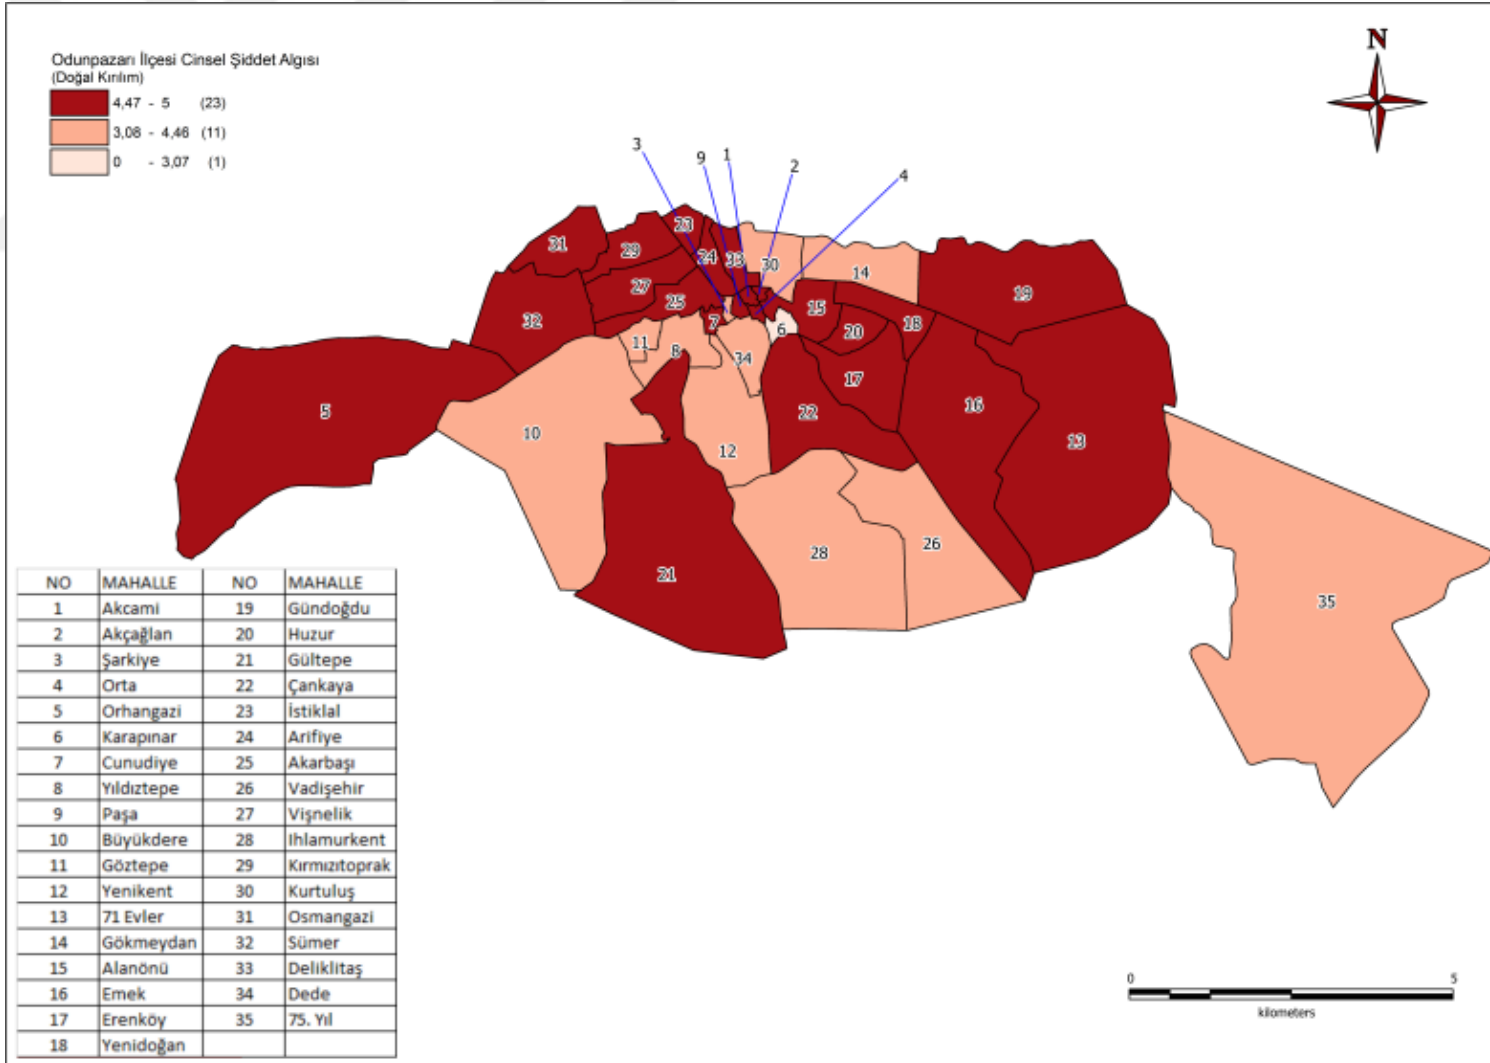 Odunpazarı İlçesi Cinsel Şiddet Algısı
(Doğal Kırılım)
4,47 - 5 (23)
3,08 - 4,46 (11)
0 - 3,07 (1)
N
3
9
1
2
4
31
29
23
24
33
30
14
19
27
25
32
7
6
15
20
18
11
8
34
17
22
16
5
10
12
13
21
28
26
35
NO MAHALLE NO MAHALLE
1 Akcami 19 Gündoğdu
2 Akçağlan 20 Huzur
3 Şarkiye 21 Gültepe
4 Orta 22 Çankaya
5 Orhangazi 23 İstiklal
6 Karapınar 24 Arifiye
7 Cunudiye 25 Akarbaşı
8 Yıldıztepe 26 Vadişehir
9 Paşa 27 Vişnelik
10 Büyükdere 28 Ihlamurkent
11 Göztepe 29 Kırmızıtoprak
12 Yenikent 30 Kurtuluş
13 71 Evler 31 Osmangazi
14 Gökmeydan 32 Sümer
15 Alanönü 33 Deliklitaş
16 Emek 34 Dede
17 Erenköy 35 75. Yıl
18 Yenidoğan
0 5
kilometers